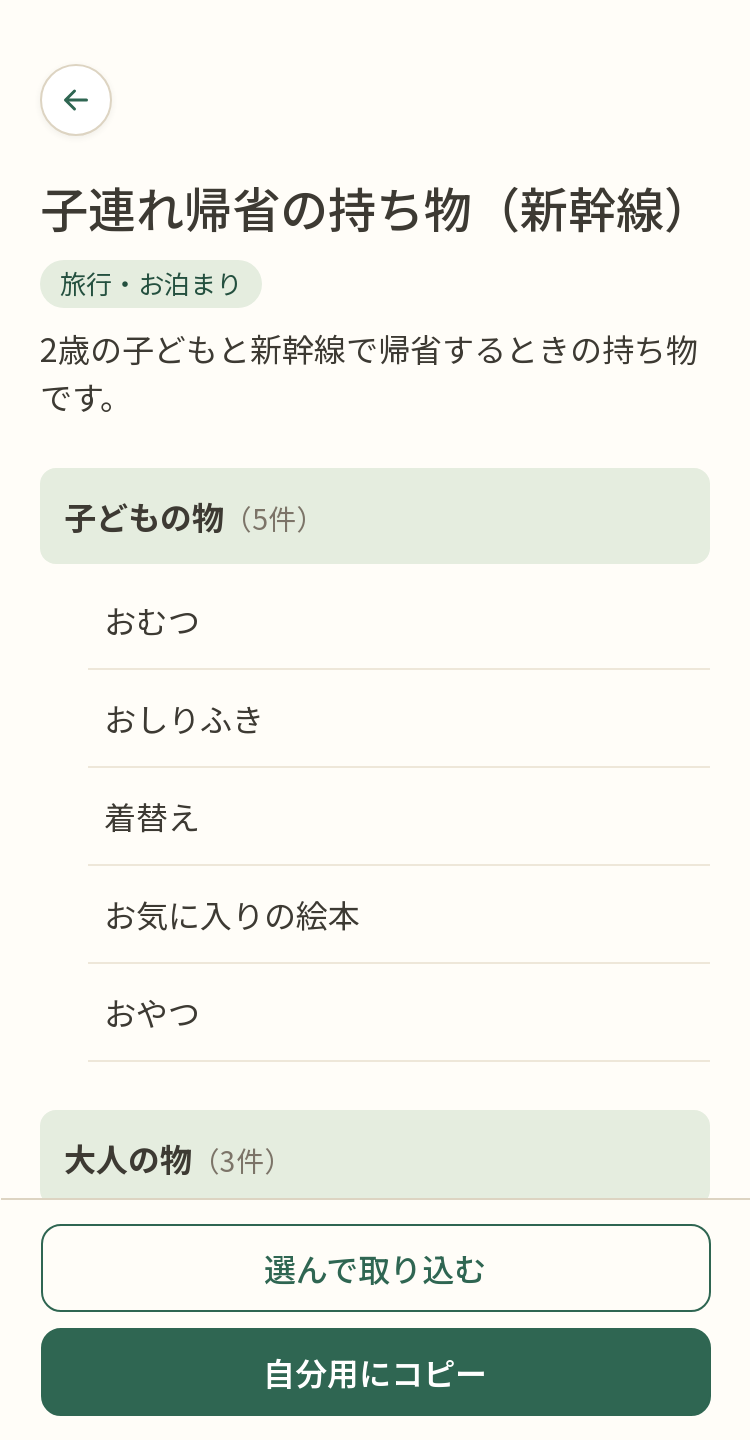 子連れ帰省の持ち物（新幹線）
旅行・お泊まり
2歳の子どもと新幹線で帰省するときの持ち物
です。
子どもの物（5件）
おむつ
おしりふき
着替え
お気に入りの絵本
おやつ
大人の物（3件）
選んで取り込む
自分用にコピー